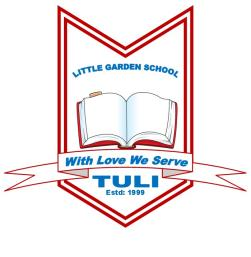 LITTLE GARDEN SCHOOL
With Love We Serve
TULI
Estd: 1999